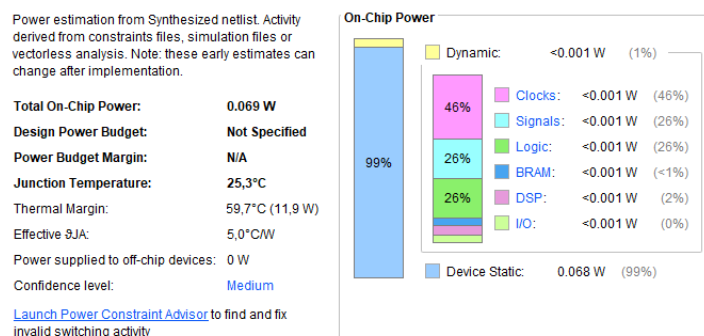 Power estimation from Synthesized netlist. Activity
derived from constraints files, simulation files or
vectorless analysis. Note: these early estimates can
change after implementation.
Total On-Chip Power: 0.069 W
Design Power Budget: Not Specified
Power Budget Margin: N/A
Junction Temperature: 25,3°C
Thermal Margin: 59,7°C (11,9 W)
Effective ϑJA: 5,0°C/W
Power supplied to off-chip devices: 0 W
Confidence level: Medium
Launch Power Constraint Advisor to find and fix
invalid switching activity
On-Chip Power
Dynamic: <0.001 W (1%)
46% Clocks: <0.001 W (46%)
Signals: <0.001 W (26%)
26% Logic: <0.001 W (26%)
99% BRAM: <0.001 W (<1%)
26% DSP: <0.001 W (2%)
I/O: <0.001 W (0%)
Device Static: 0.068 W (99%)